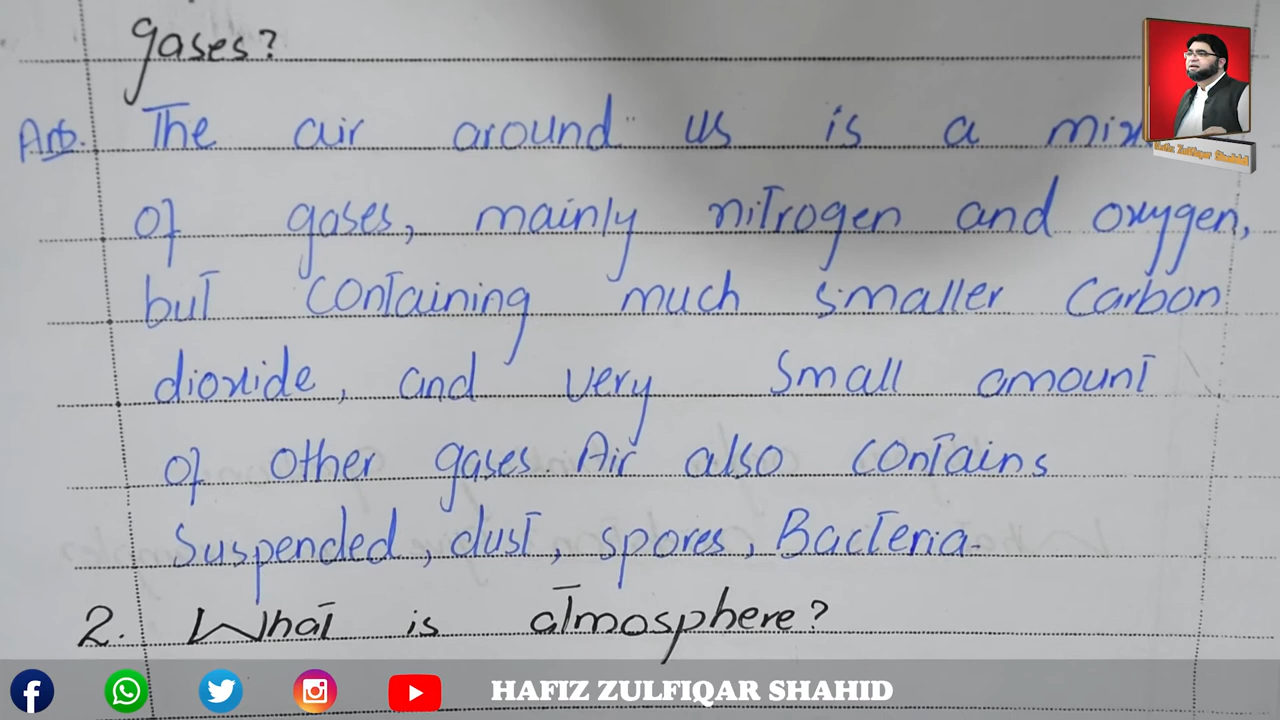 gases?
Ans. The air around us is a mix
of gases, mainly nitrogen and oxygen,
but containing much smaller Carbon
dioxide, and very small amount
of other gases. Air also contains
suspended, dust, spores, Bacteria.
2. What is atmosphere?
Hafiz Zulfiqar Shahid
HAFIZ ZULFIQAR SHAHID